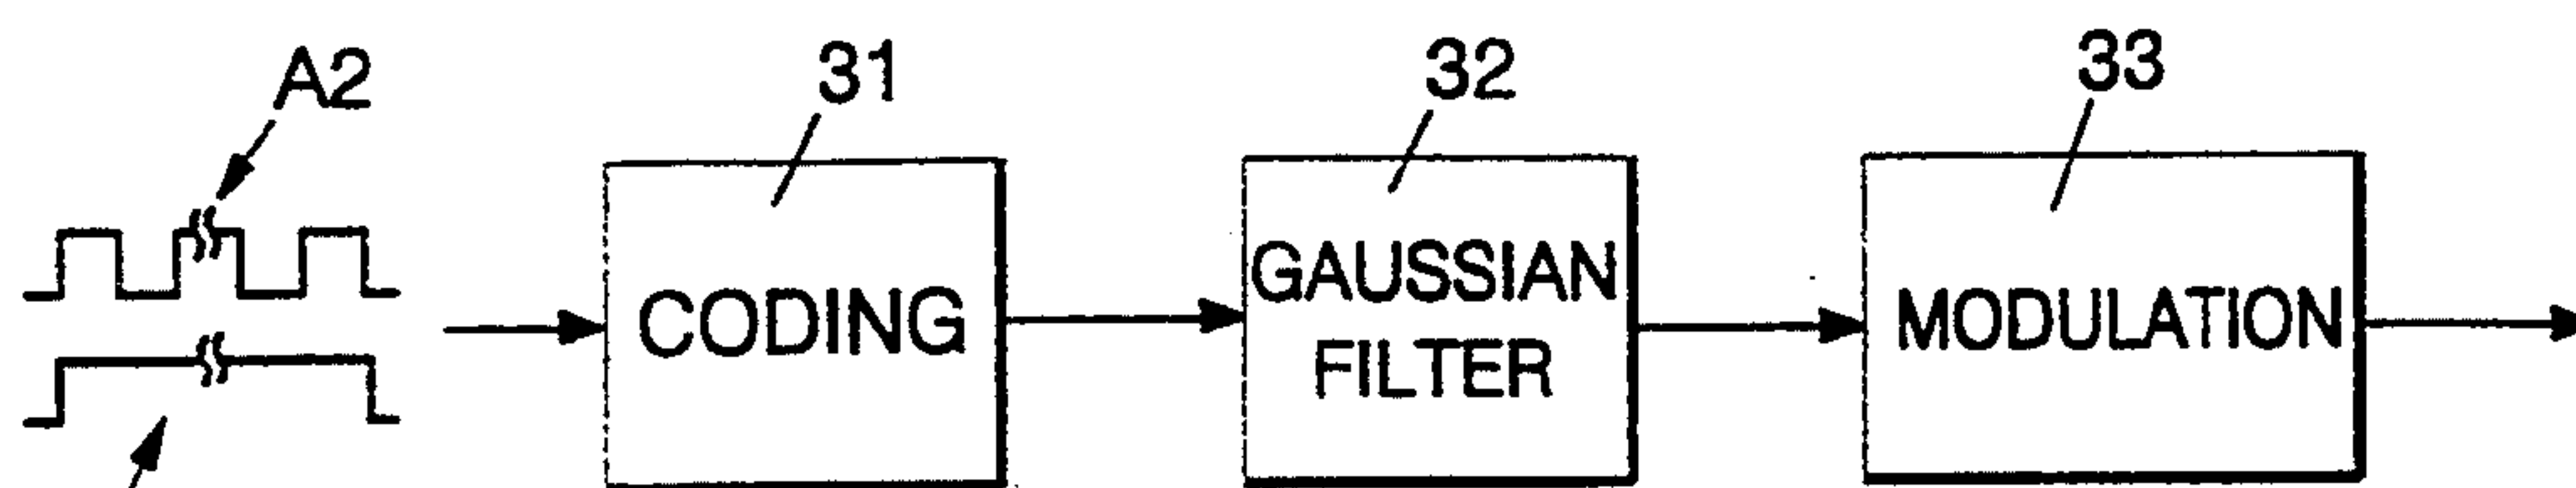 A2
31
32
33
CODING
GAUSSIAN
FILTER
MODULATION